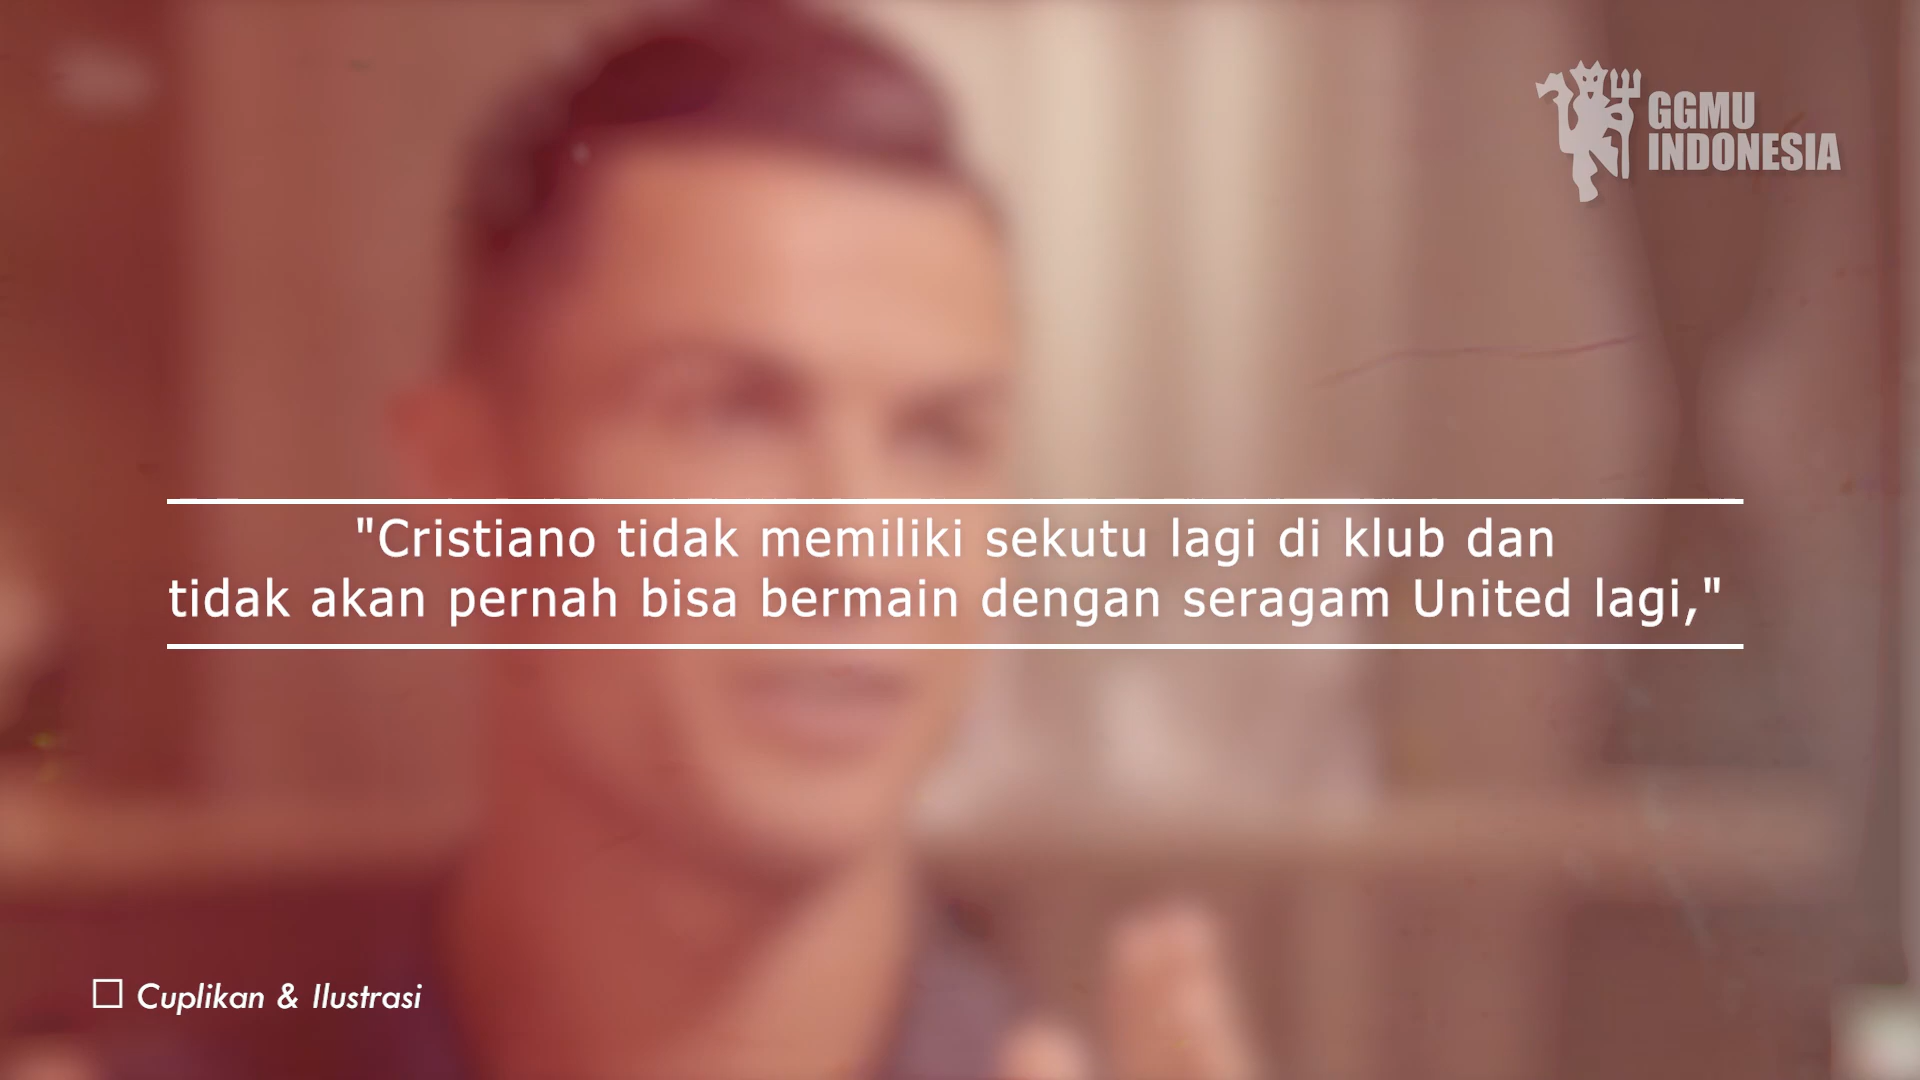 GGMU
INDONESIA
"Cristiano tidak memiliki sekutu lagi di klub dan
tidak akan pernah bisa bermain dengan seragam United lagi,"
Cuplikan & Ilustrasi